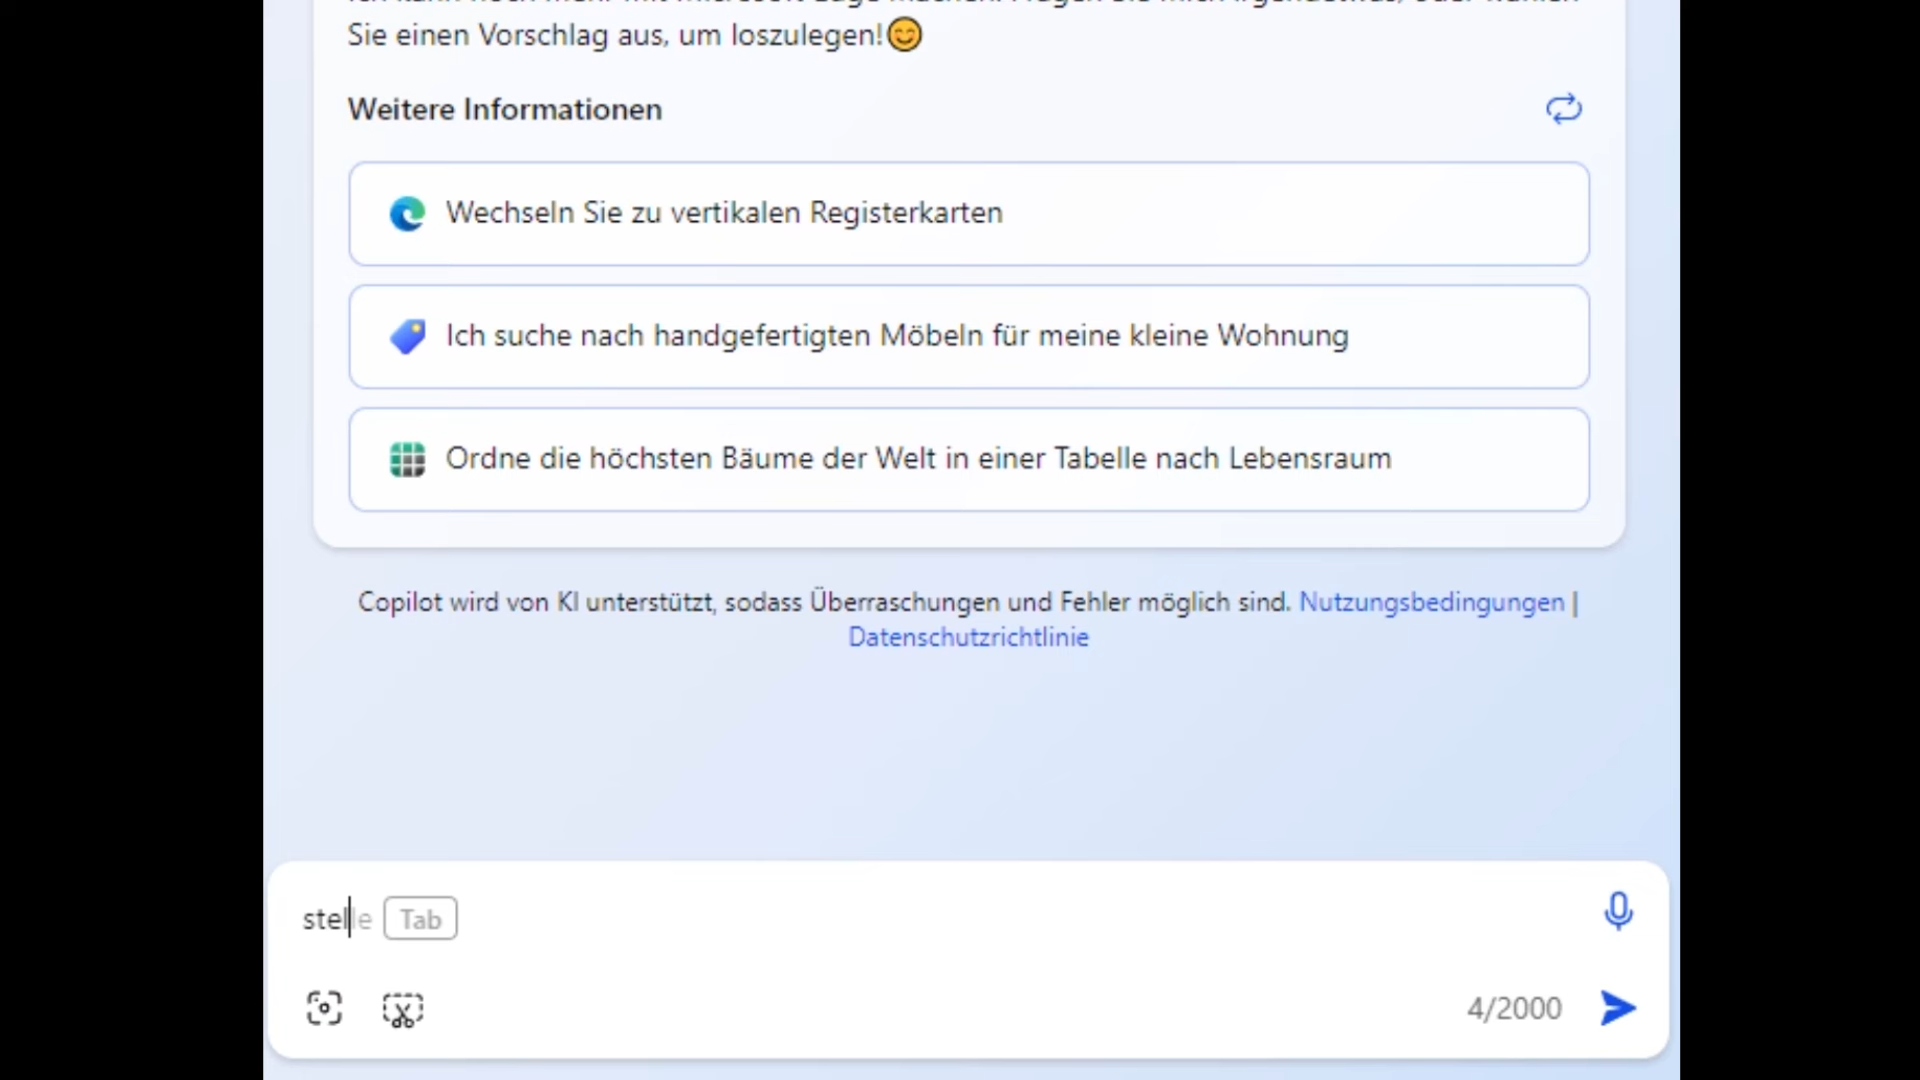 Sie einen Vorschlag aus, um loszulegen!😊
Weitere Informationen
Wechseln Sie zu vertikalen Registerkarten
Ich suche nach handgefertigten Möbeln für meine kleine Wohnung
Ordne die höchsten Bäume der Welt in einer Tabelle nach Lebensraum
Copilot wird von KI unterstützt, sodass Überraschungen und Fehler möglich sind. Nutzungsbedingungen |
Datenschutzrichtlinie
stelle Tab
4/2000